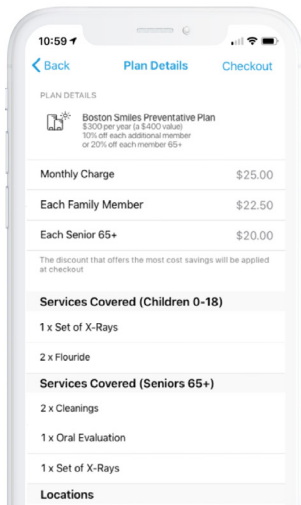 10:59
Back Plan Details Checkout
PLAN DETAILS
Boston Smiles Preventative Plan
$300 per year (a $400 value)
10% off each additional member
or 20% off each member 65+
Monthly Charge $25.00
Each Family Member $22.50
Each Senior 65+ $20.00
The discount that offers the most cost savings will be applied
at checkout
Services Covered (Children 0-18)
1 x Set of X-Rays
2 x Flouride
Services Covered (Seniors 65+)
2 x Cleanings
1 x Oral Evaluation
1 x Set of X-Rays
Locations